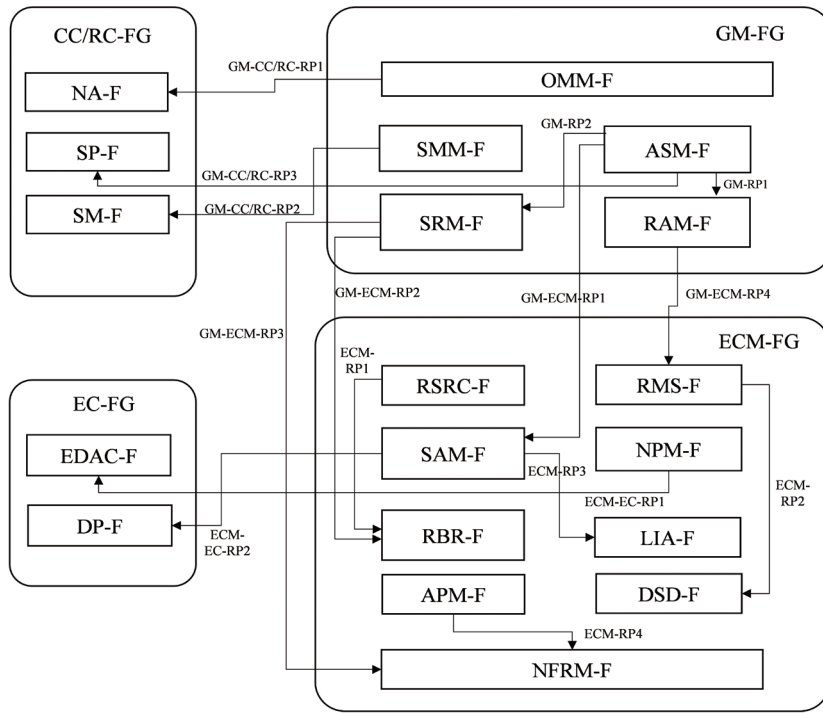 CC/RC-FG
NA-F
SP-F
SM-F
GM-CC/RC-RP1
GM-CC/RC-RP3
GM-CC/RC-RP2
GM-FG
OMM-F
SMM-F
GM-RP2
ASM-F
GM-RP1
SRM-F
RAM-F
GM-ECM-RP2
GM-ECM-RP1
GM-ECM-RP4
GM-ECM-RP3
ECM-FG
ECM-
RP1
RSRC-F
RMS-F
SAM-F
NPM-F
ECM-RP3
ECM-EC-RP1
ECM-
RP2
RBR-F
LIA-F
APM-F
DSD-F
ECM-RP4
NFRM-F
EC-FG
EDAC-F
DP-F
ECM-
EC-RP2